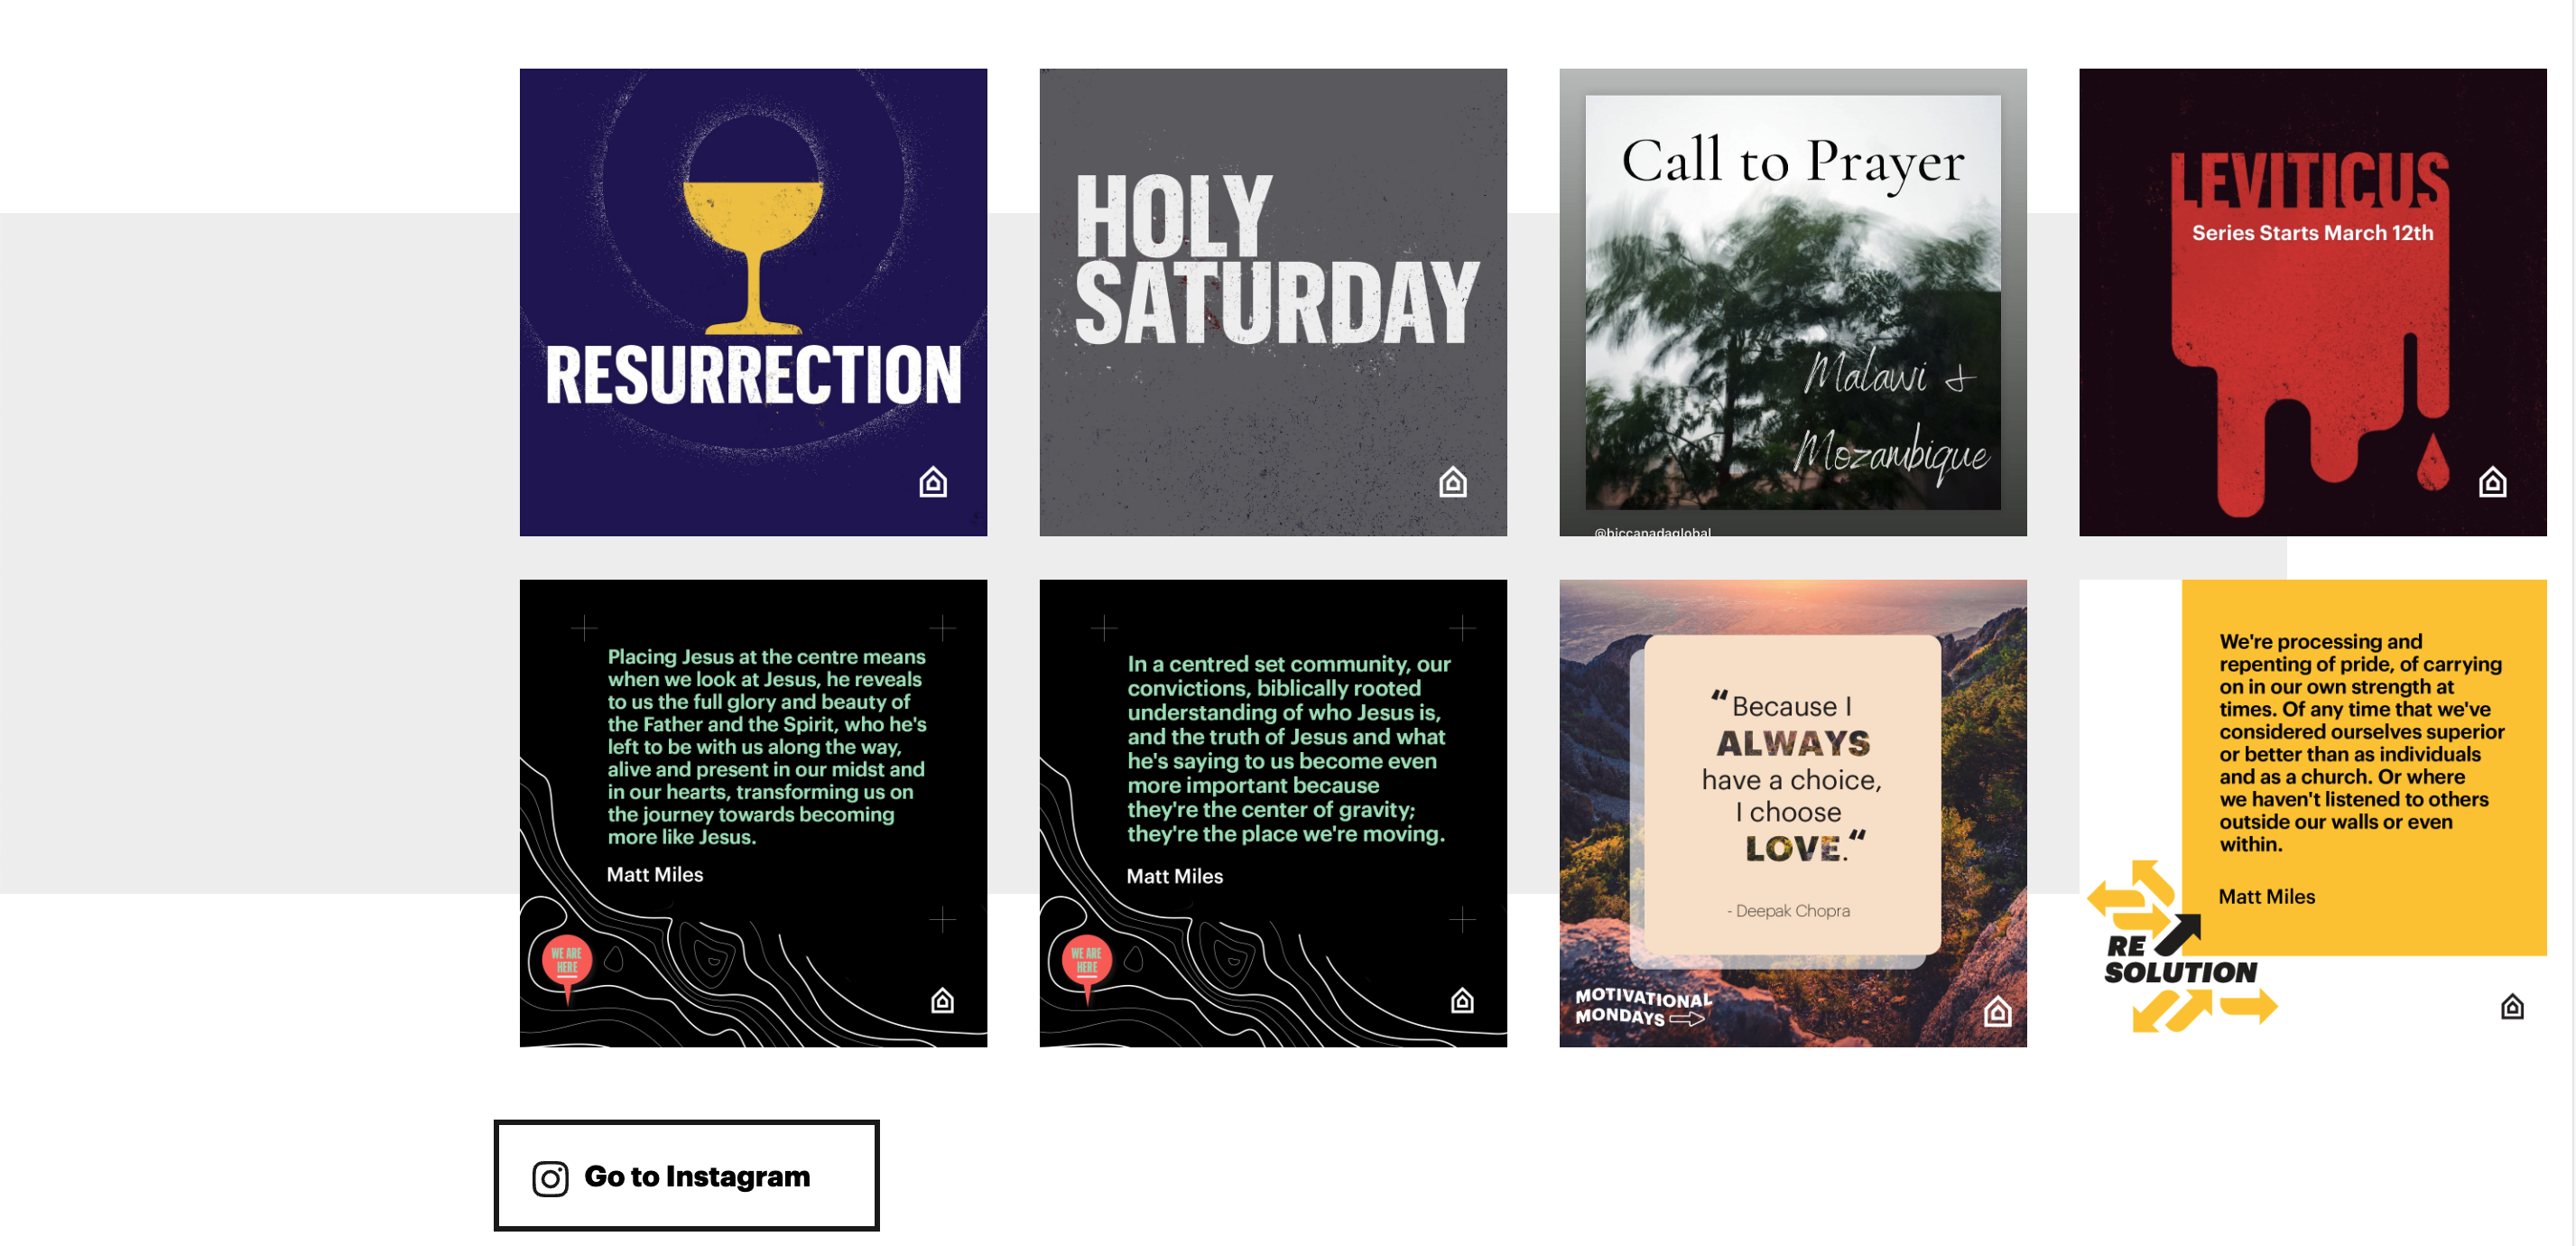 RESURRECTION
HOLY
SATURDAY
Call to Prayer
Malawi +
Mozambique
@biccanadaglobal
LEVITICUS
Series Starts March 12th
Placing Jesus at the centre means
when we look at Jesus, he reveals
to us the full glory and beauty of
the Father and the Spirit, who he's
left to be with us along the way,
alive and present in our midst and
in our hearts, transforming us on
the journey towards becoming
more like Jesus.
Matt Miles
WE ARE
HERE
In a centred set community, our
convictions, biblically rooted
understanding of who Jesus is,
and the truth of Jesus and what
he's saying to us become even
more important because
they're the center of gravity;
they're the place we're moving.
Matt Miles
WE ARE
HERE
“Because I
ALWAYS
have a choice,
I choose
LOVE.“
- Deepak Chopra
MOTIVATIONAL
MONDAYS
We're processing and
repenting of pride, of carrying
on in our own strength at
times. Of any time that we've
considered ourselves superior
or better than as individuals
and as a church. Or where
we haven't listened to others
outside our walls or even
within.
Matt Miles
RE
SOLUTION
Go to Instagram